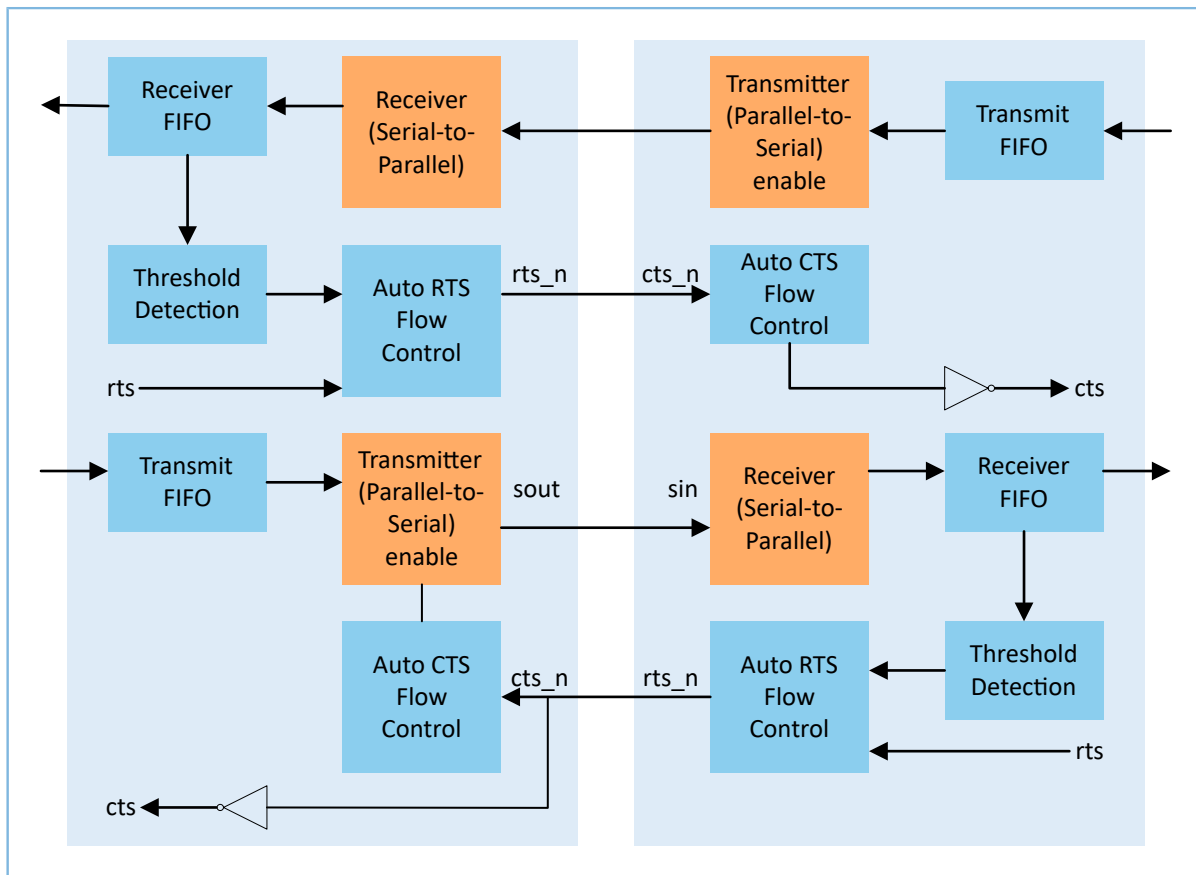 Receiver
FIFO
Receiver
(Serial-to-
Parallel)
Transmitter
(Parallel-to-
Serial)
enable
Transmit
FIFO
Threshold
Detection
Auto RTS
Flow
Control
rts_n
cts_n
Auto CTS
Flow
Control
rts
cts
Transmit
FIFO
Transmitter
(Parallel-to-
Serial)
enable
sout
sin
Receiver
(Serial-to-
Parallel)
Receiver
FIFO
Auto CTS
Flow
Control
cts_n
rts_n
Auto RTS
Flow
Control
Threshold
Detection
rts
cts